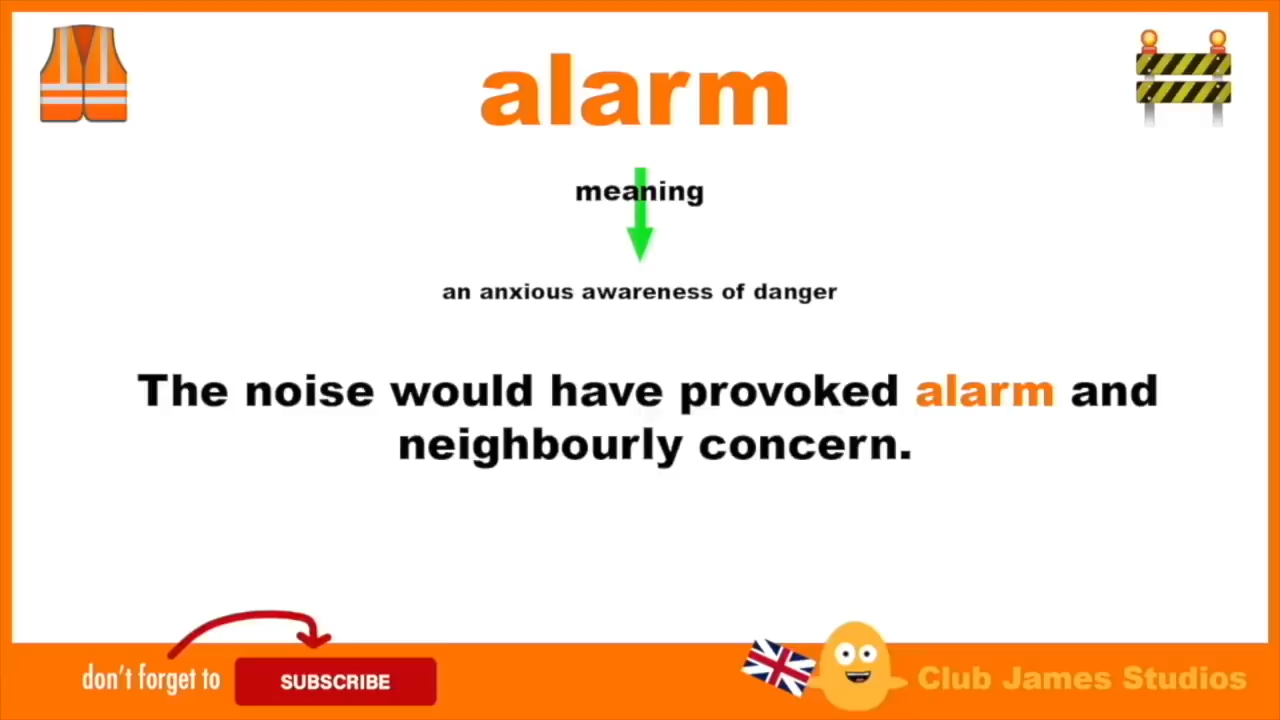 alarm
meaning
an anxious awareness of danger
The noise would have provoked alarm and
neighbourly concern.
don't forget to
SUBSCRIBE
Club James Studios